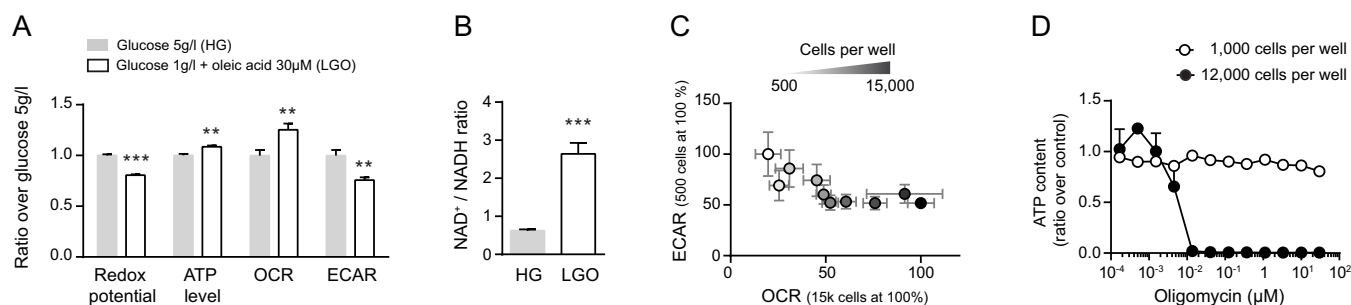 A
Glucose 5g/l (HG)
Glucose 1g/l + oleic acid 30µM (LGO)
Ratio over glucose 5g/l
1.5
1.0
0.5
0.0
***
**
**
**
Redox
potential
ATP
level
OCR
ECAR
B
NAD⁺ / NADH ratio
4
3
2
1
0
***
HG
LGO
C
Cells per well
500
15,000
ECAR (500 cells at 100 %)
150
100
50
0
0
50
100
OCR (15k cells at 100%)
D
1,000 cells per well
12,000 cells per well
ATP content
(ratio over control)
1.5
1.0
0.5
0.0
10⁻⁴
10⁻³
10⁻²
10⁻¹
1
10
10²
Oligomycin (µM)